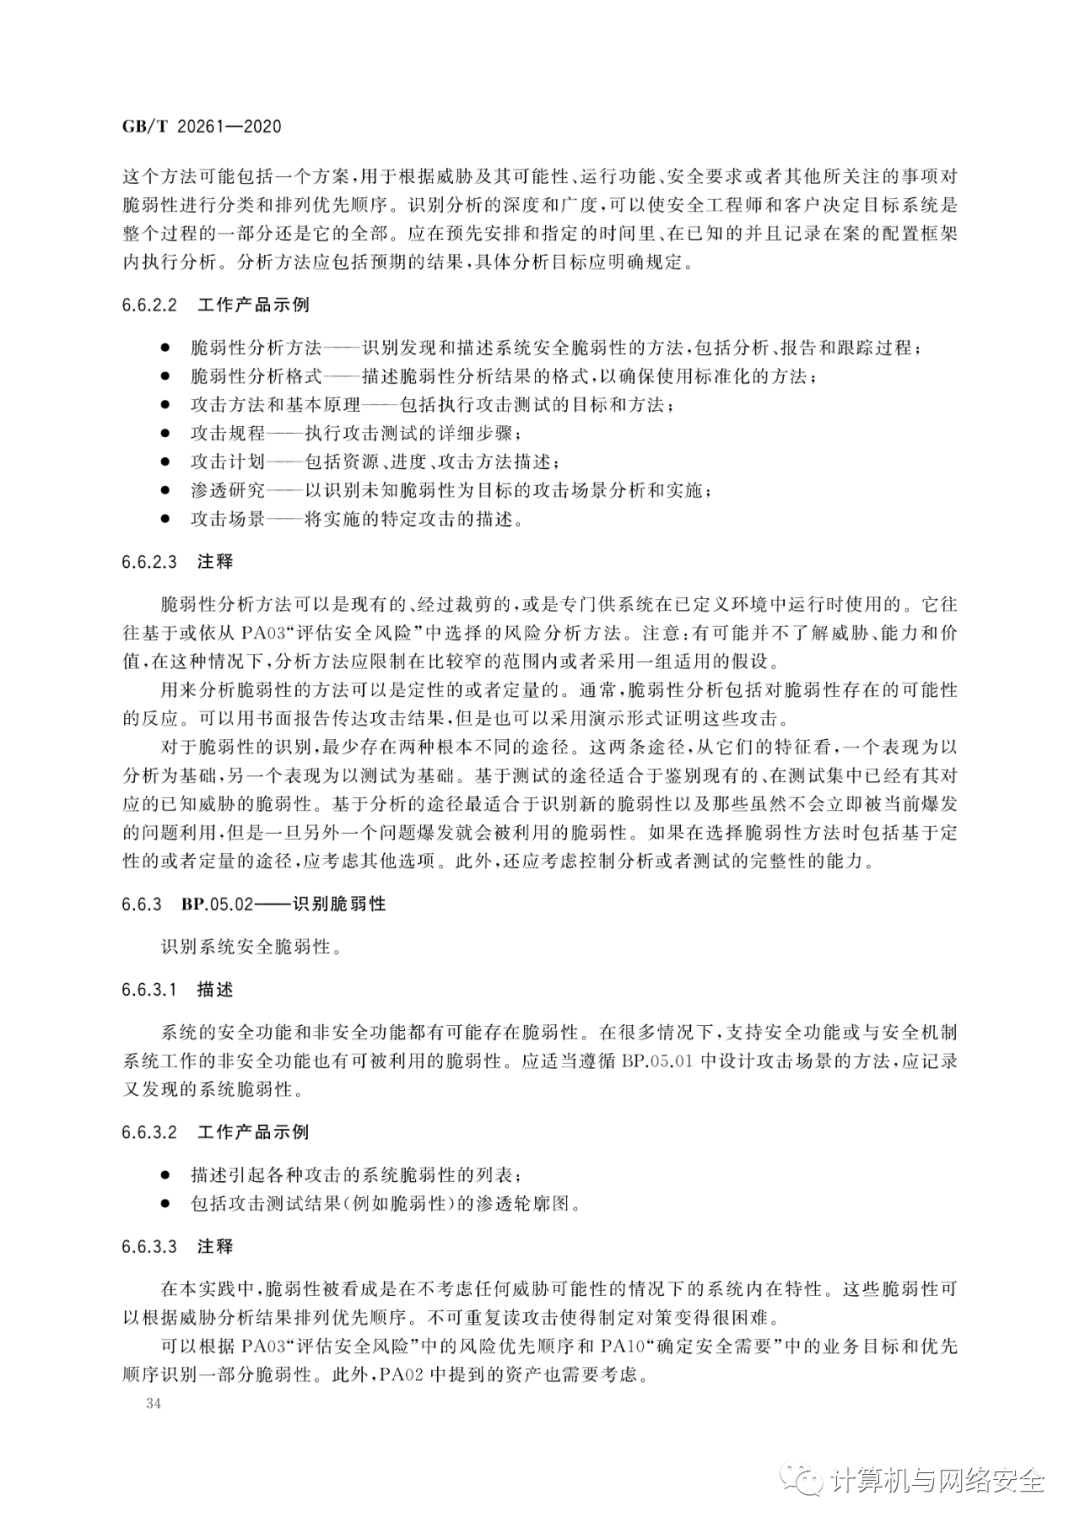 GB/T 20261—2020
这个方法可能包括一个方案,用于根据威胁及其可能性、运行功能、安全要求或者其他所关注的事项对
脆弱性进行分类和排列优先顺序。识别分析的深度和广度,可以使安全工程师和客户决定目标系统是
整个过程的一部分还是它的全部。应在预先安排和指定的时间里、在已知的并且记录在案的配置框架
内执行分析。分析方法应包括预期的结果,具体分析目标应明确规定。
6.6.2.2 工作产品示例
● 脆弱性分析方法——识别发现和描述系统安全脆弱性的方法,包括分析、报告和跟踪过程;
● 脆弱性分析格式——描述脆弱性分析结果的格式,以确保使用标准化的方法;
● 攻击方法和基本原理——包括执行攻击测试的目标和方法;
● 攻击规程——执行攻击测试的详细步骤;
● 攻击计划——包括资源、进度、攻击方法描述;
● 渗透研究——以识别未知脆弱性为目标的攻击场景分析和实施;
● 攻击场景——将实施的特定攻击的描述。
6.6.2.3 注释
脆弱性分析方法可以是现有的、经过裁剪的,或是专门供系统在已定义环境中运行时使用的。它往
往基于或依从 PA03“评估安全风险”中选择的风险分析方法。注意:有可能并不了解威胁、能力和价
值,在这种情况下,分析方法应限制在比较窄的范围内或者采用一组适用的假设。
用来分析脆弱性的方法可以是定性的或者定量的。通常,脆弱性分析包括对脆弱性存在的可能性
的反应。可以用书面报告传达攻击结果,但是也可以采用演示形式证明这些攻击。
对于脆弱性的识别,最少存在两种根本不同的途径。这两条途径,从它们的特征看,一个表现为以
分析为基础,另一个表现为以测试为基础。基于测试的途径适合于鉴别现有的、在测试集中已经有其对
应的已知威胁的脆弱性。基于分析的途径最适合于识别新的脆弱性以及那些虽然不会立即被当前爆发
的问题利用,但是一旦另外一个问题爆发就会被利用的脆弱性。如果在选择脆弱性方法时包括基于定
性的或者定量的途径,应考虑其他选项。此外,还应考虑控制分析或者测试的完整性的能力。
6.6.3 BP.05.02——识别脆弱性
识别系统安全脆弱性。
6.6.3.1 描述
系统的安全功能和非安全功能都有可能存在脆弱性。在很多情况下,支持安全功能或与安全机制
系统工作的非安全功能也有可被利用的脆弱性。应适当遵循 BP.05.01 中设计攻击场景的方法,应记录
又发现的系统脆弱性。
6.6.3.2 工作产品示例
● 描述引起各种攻击的系统脆弱性的列表;
● 包括攻击测试结果(例如脆弱性)的渗透轮廓图。
6.6.3.3 注释
在本实践中,脆弱性被看成是在不考虑任何威胁可能性的情况下的系统内在特性。这些脆弱性可
以根据威胁分析结果排列优先顺序。不可重复读攻击使得制定对策变得很困难。
可以根据 PA03“评估安全风险”中的风险优先顺序和 PA10“确定安全需要”中的业务目标和优先
顺序识别一部分脆弱性。此外,PA02 中提到的资产也需要考虑。
34
计算机与网络安全